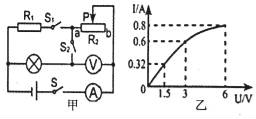 R₁ S₁ P
a R₂ b
S₂
V
S A
甲
I/A
0.8
0.6
0.32
0 1.5 3 6 U/V
乙